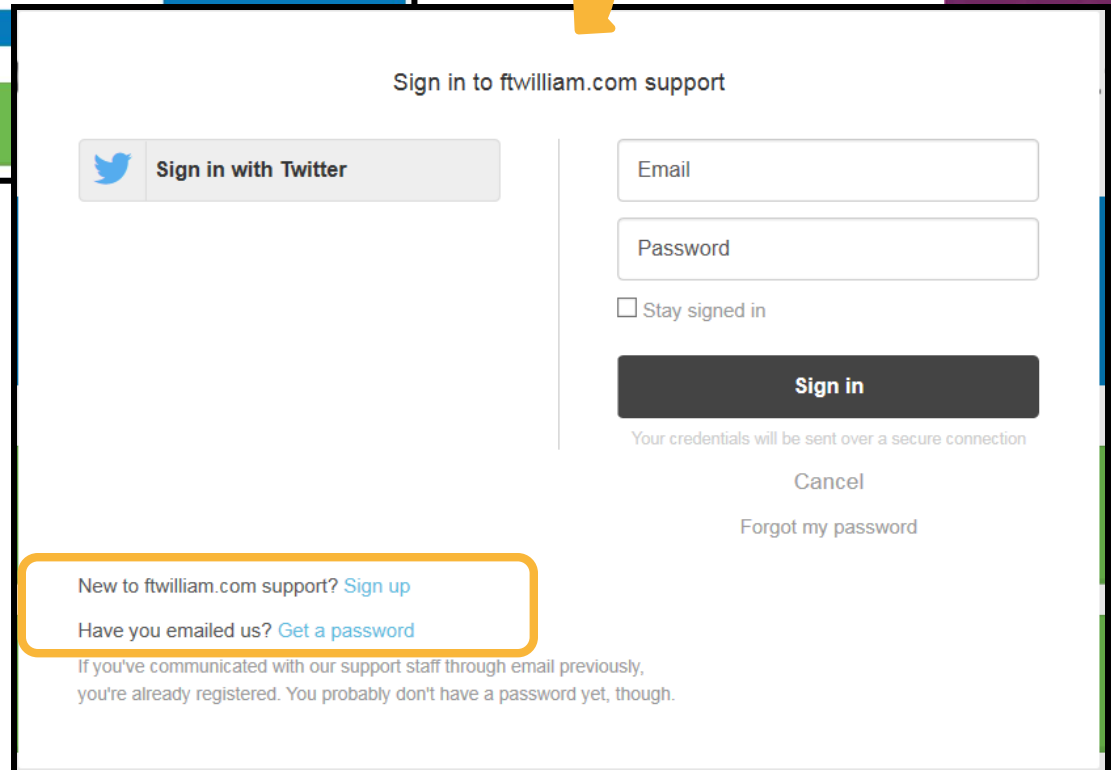 Sign in to ftwilliam.com support
Sign in with Twitter
Email
Password
Stay signed in
Sign in
Your credentials will be sent over a secure connection
Cancel
Forgot my password
New to ftwilliam.com support? Sign up
Have you emailed us? Get a password
If you've communicated with our support staff through email previously,
you're already registered. You probably don't have a password yet, though.